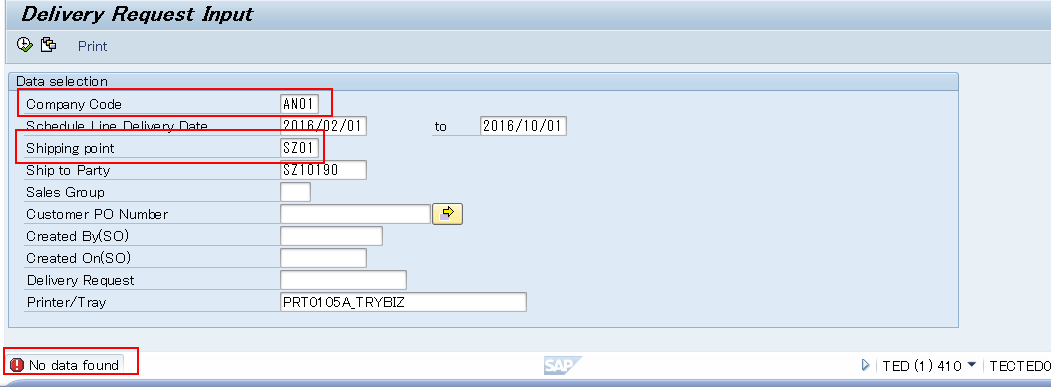 Delivery Request Input
Print
Data selection
Company Code AN01
Schedule Line Delivery Date 2016/02/01 to 2016/10/01
Shipping point SZ01
Ship to Party SZ10190
Sales Group
Customer PO Number
Created By(SO)
Created On(SO)
Delivery Request
Printer/Tray PRT0105A_TRYBIZ
No data found SAP TED (1) 410 TECTED0